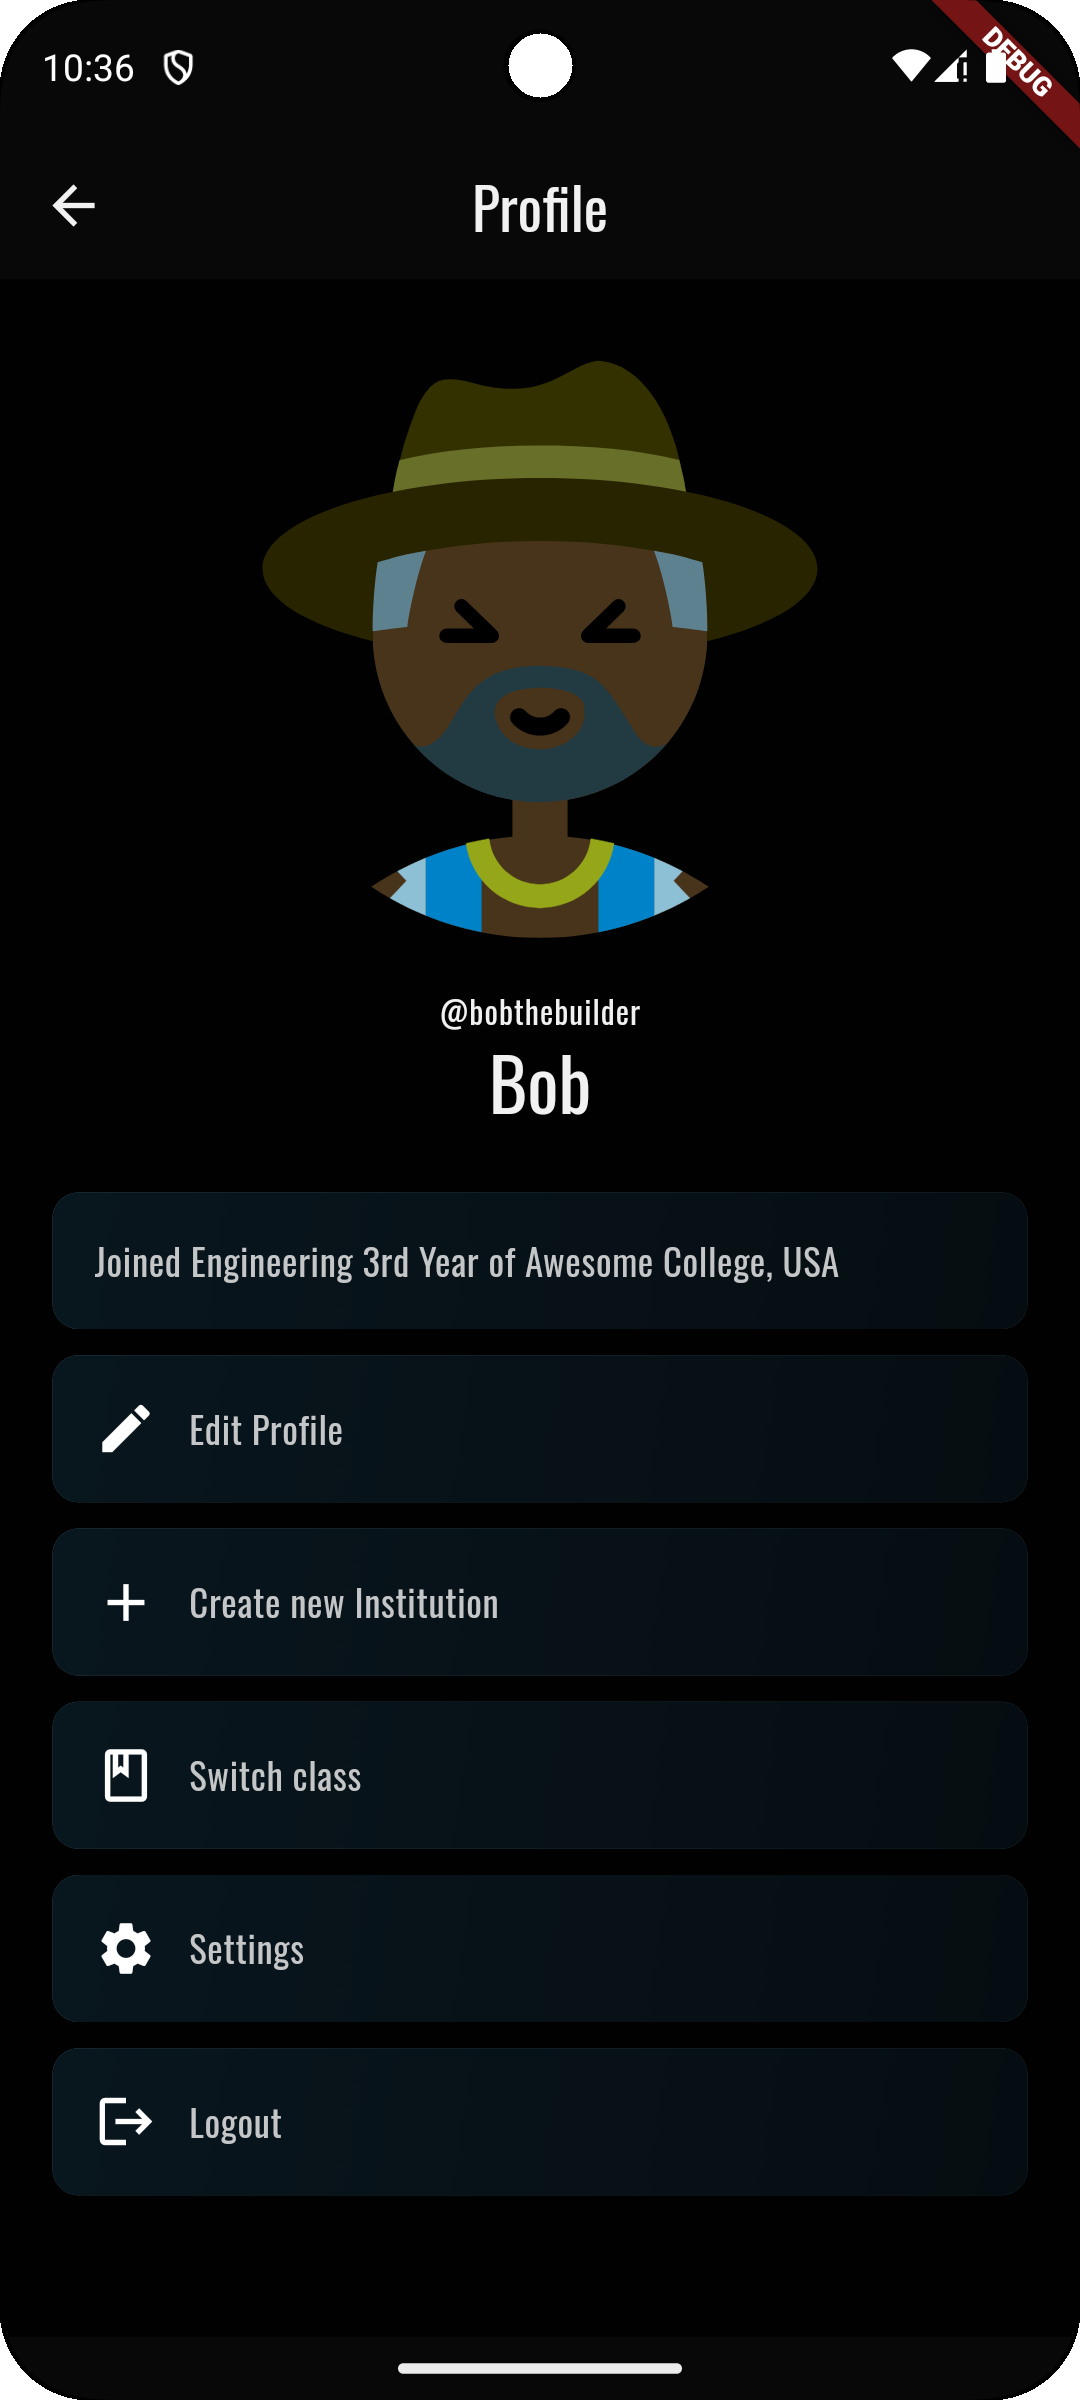 10:36
DEBUG
Profile
@bobthebuilder
Bob
Joined Engineering 3rd Year of Awesome College, USA
Edit Profile
Create new Institution
Switch class
Settings
Logout